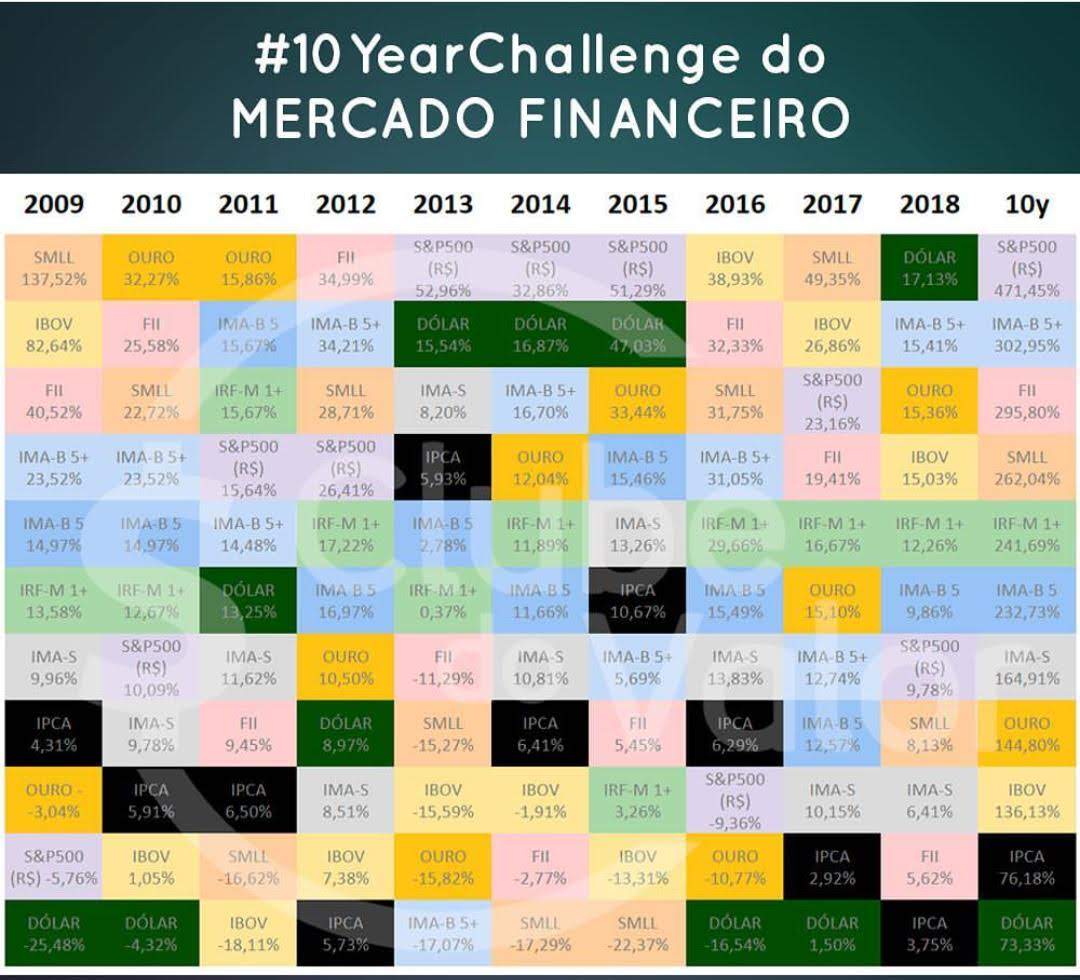 #10YearChallenge do
MERCADO FINANCEIRO
2009 2010 2011 2012 2013 2014 2015 2016 2017 2018 10y
SMLL 137,52% OURO 32,27% OURO 15,86% FII 34,99% S&P500 (R$) 52,96% S&P500 (R$) 32,86% S&P500 (R$) 51,29% IBOV 38,93% SMLL 49,35% DÓLAR 17,13% S&P500 (R$) 471,45%
IBOV 82,64% FII 25,58% IMA-B 5 15,67% IMA-B 5+ 34,21% DÓLAR 15,54% DÓLAR 16,87% DÓLAR 47,03% FII 32,33% IBOV 26,86% IMA-B 5+ 15,41% IMA-B 5+ 302,95%
FII 40,52% SMLL 22,72% IRF-M 1+ 15,67% SMLL 28,71% IMA-S 8,20% IMA-B 5+ 16,70% OURO 33,44% SMLL 31,75% S&P500 (R$) 23,16% OURO 15,36% FII 295,80%
IMA-B 5+ 23,52% IMA-B 5+ 23,52% S&P500 (R$) 15,64% S&P500 (R$) 26,41% IPCA 5,93% OURO 12,04% IMA-B 5 15,46% IMA-B 5+ 31,05% FII 19,41% IBOV 15,03% SMLL 262,04%
IMA-B 5 14,97% IMA-B 5 14,97% IMA-B 5+ 14,48% IRF-M 1+ 17,22% IMA-B 5 2,78% IRF-M 1+ 11,89% IMA-S 13,26% IRF-M 1+ 29,66% IRF-M 1+ 16,67% IRF-M 1+ 12,26% IRF-M 1+ 241,69%
IRF-M 1+ 13,58% IRF-M 1+ 12,67% DÓLAR 13,25% IMA-B 5 16,97% IRF-M 1+ 0,37% IMA-B 5 11,66% IPCA 10,67% IMA-B 5 15,49% OURO 15,10% IMA-B 5 9,86% IMA-B 5 232,73%
IMA-S 9,96% S&P500 (R$) 10,09% IMA-S 11,62% OURO 10,50% FII -11,29% IMA-S 10,81% IMA-B 5+ 5,69% IMA-S 13,83% IMA-B 5+ 12,74% S&P500 (R$) 9,78% IMA-S 164,91%
IPCA 4,31% IMA-S 9,78% FII 9,45% DÓLAR 8,97% SMLL -15,27% IPCA 6,41% FII 5,45% IPCA 6,29% IMA-B 5 12,57% SMLL 8,13% OURO 144,80%
OURO - -3,04% IPCA 5,91% IPCA 6,50% IMA-S 8,51% IBOV -15,59% IBOV -1,91% IRF-M 1+ 3,26% S&P500 (R$) -9,36% IMA-S 10,15% IMA-S 6,41% IBOV 136,13%
S&P500 (R$) -5,76% IBOV 1,05% SMLL -16,62% IBOV 7,38% OURO -15,82% FII -2,77% IBOV -13,31% OURO -10,77% IPCA 2,92% FII 5,62% IPCA 76,18%
DÓLAR -25,48% DÓLAR -4,32% IBOV -18,11% IPCA 5,73% IMA-B 5+ -17,07% SMLL -17,29% SMLL -22,37% DÓLAR -16,54% DÓLAR 1,50% IPCA 3,75% DÓLAR 73,33%
Clube
do Valor